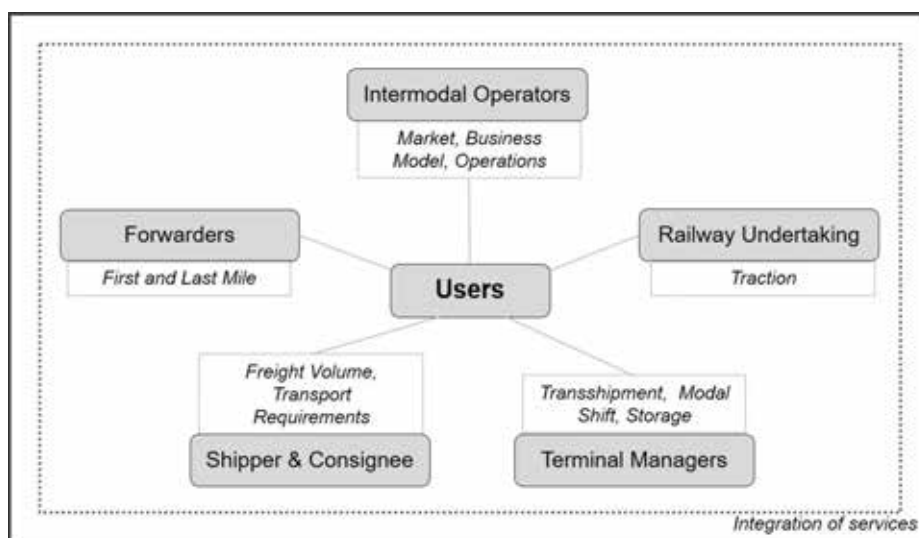 Intermodal Operators
Market, Business
Model, Operations
Forwarders
First and Last Mile
Railway Undertaking
Traction
Users
Freight Volume,
Transport
Requirements
Shipper & Consignee
Transshipment, Modal
Shift, Storage
Terminal Managers
Integration of services